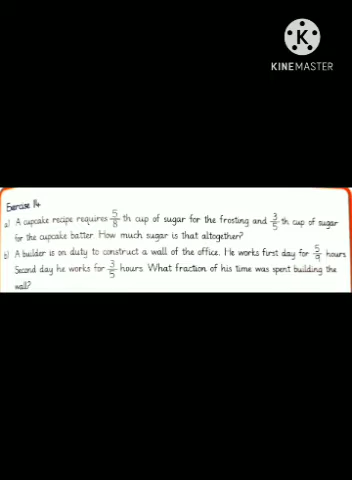 KINEMASTER
Exercise 14
a) A cupcake recipe requires 5/8 th cup of sugar for the frosting and 3/5 th cup of sugar
for the cupcake batter. How much sugar is that altogether?
b) A builder is on duty to construct a wall of the office. He works first day for 5/9 hours
Second day he works for 3/5 hours. What fraction of his time was spent building the
wall?